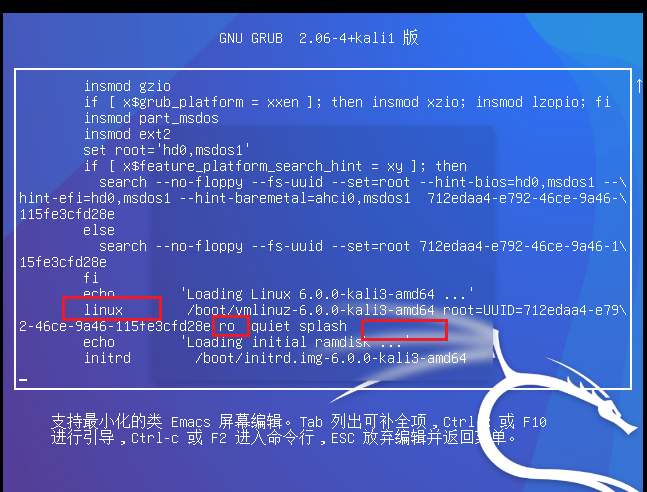 GNU GRUB 2.06-4+kali1 版
insmod gzio
if [ x$grub_platform = xxen ]; then insmod xzio; insmod lzopio; fi
insmod part_msdos
insmod ext2
set root='hd0,msdos1'
if [ x$feature_platform_search_hint = xy ]; then
search --no-floppy --fs-uuid --set=root --hint-bios=hd0,msdos1 --\
hint-efi=hd0,msdos1 --hint-baremetal=ahci0,msdos1 712edaa4-e792-46ce-9a46-\
115fe3cfd28e
else
search --no-floppy --fs-uuid --set=root 712edaa4-e792-46ce-9a46-1\
15fe3cfd28e
fi
echo 'Loading Linux 6.0.0-kali3-amd64 ...'
linux /boot/vmlinuz-6.0.0-kali3-amd64 root=UUID=712edaa4-e79\
2-46ce-9a46-115fe3cfd28e ro quiet splash
echo 'Loading initial ramdisk ...'
initrd /boot/initrd.img-6.0.0-kali3-amd64
支持最小化的类 Emacs 屏幕编辑。Tab 列出可补全项,Ctrl-x 或 F10
进行引导,Ctrl-c 或 F2 进入命令行,ESC 放弃编辑并返回菜单。